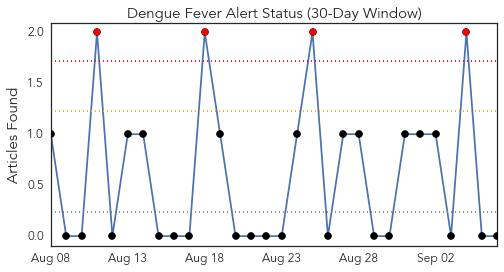 Dengue Fever Alert Status (30-Day Window)
Articles Found
2.0
1.5
1.0
0.5
0.0
Aug 08 Aug 13 Aug 18 Aug 23 Aug 28 Sep 02